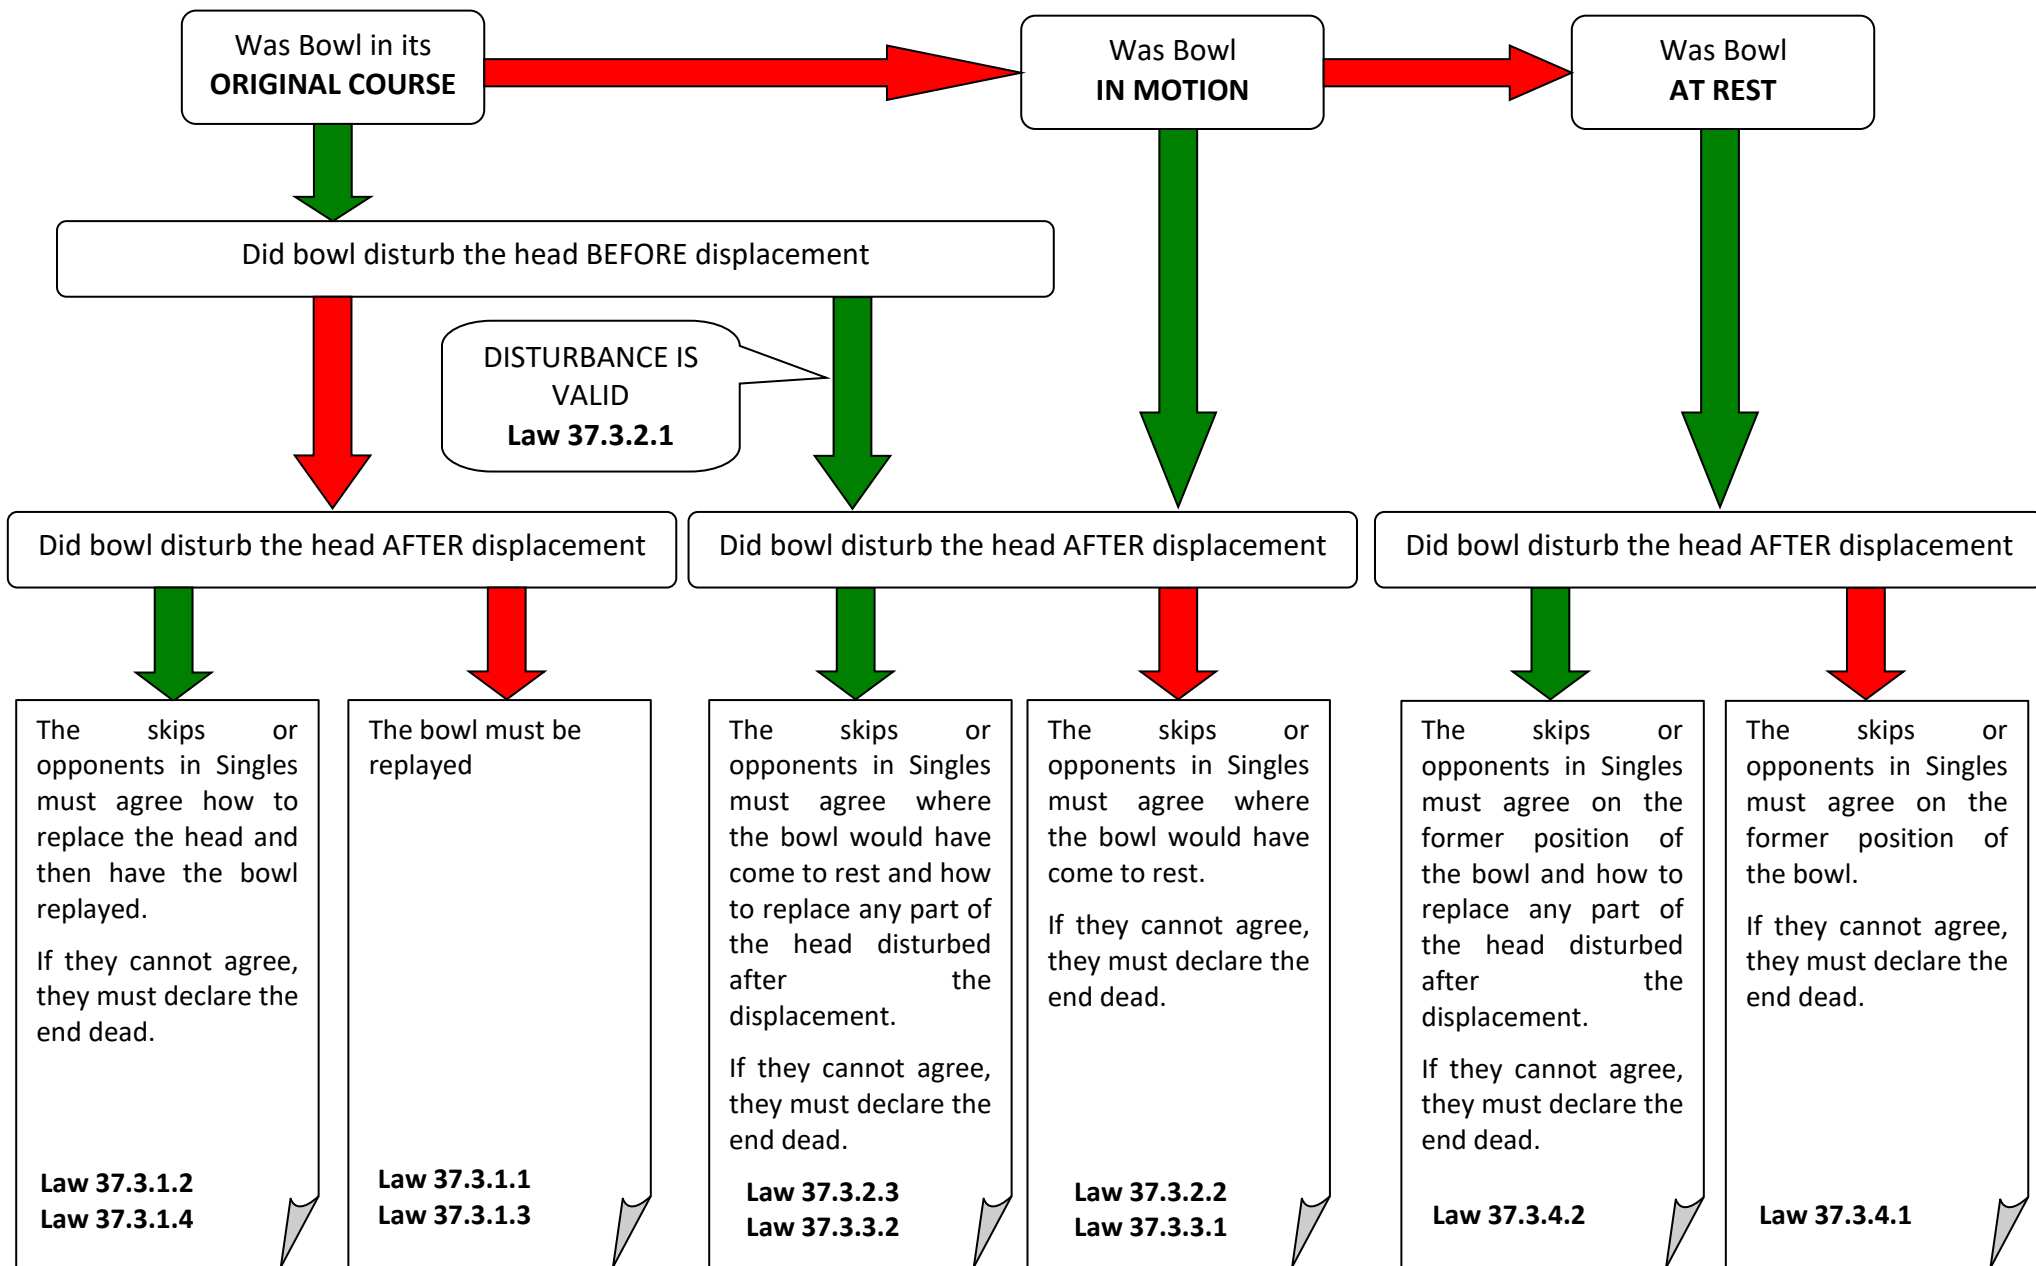 Was Bowl in its
ORIGINAL COURSE
Was Bowl
IN MOTION
Was Bowl
AT REST
Did bowl disturb the head BEFORE displacement
DISTURBANCE IS
VALID
Law 37.3.2.1
Did bowl disturb the head AFTER displacement
Did bowl disturb the head AFTER displacement
Did bowl disturb the head AFTER displacement
The skips or
opponents in Singles
must agree how to
replace the head and
then have the bowl
replayed.
If they cannot agree,
they must declare the
end dead.
Law 37.3.1.2
Law 37.3.1.4
The bowl must be
replayed
Law 37.3.1.1
Law 37.3.1.3
The skips or
opponents in Singles
must agree where
the bowl would have
come to rest and how
to replace any part of
the head disturbed
after the
displacement.
If they cannot agree,
they must declare the
end dead.
Law 37.3.2.3
Law 37.3.3.2
The skips or
opponents in Singles
must agree where
the bowl would have
come to rest.
If they cannot agree,
they must declare the
end dead.
Law 37.3.2.2
Law 37.3.3.1
The skips or
opponents in Singles
must agree on the
former position of
the bowl and how to
replace any part of
the head disturbed
after the
displacement.
If they cannot agree,
they must declare the
end dead.
Law 37.3.4.2
The skips or
opponents in Singles
must agree on the
former position of
the bowl.
If they cannot agree,
they must declare the
end dead.
Law 37.3.4.1